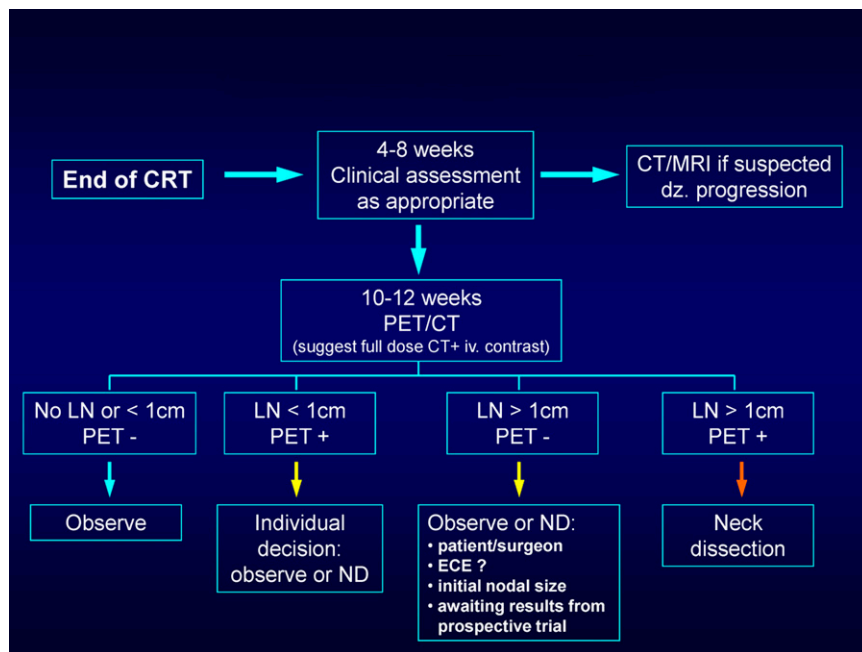 End of CRT
4-8 weeks
Clinical assessment
as appropriate
CT/MRI if suspected
dz. progression
10-12 weeks
PET/CT
(suggest full dose CT+ iv. contrast)
No LN or < 1cm
PET -
LN < 1cm
PET +
LN > 1cm
PET -
LN > 1cm
PET +
Observe
Individual
decision:
observe or ND
Observe or ND:
• patient/surgeon
• ECE ?
• initial nodal size
• awaiting results from
prospective trial
Neck
dissection